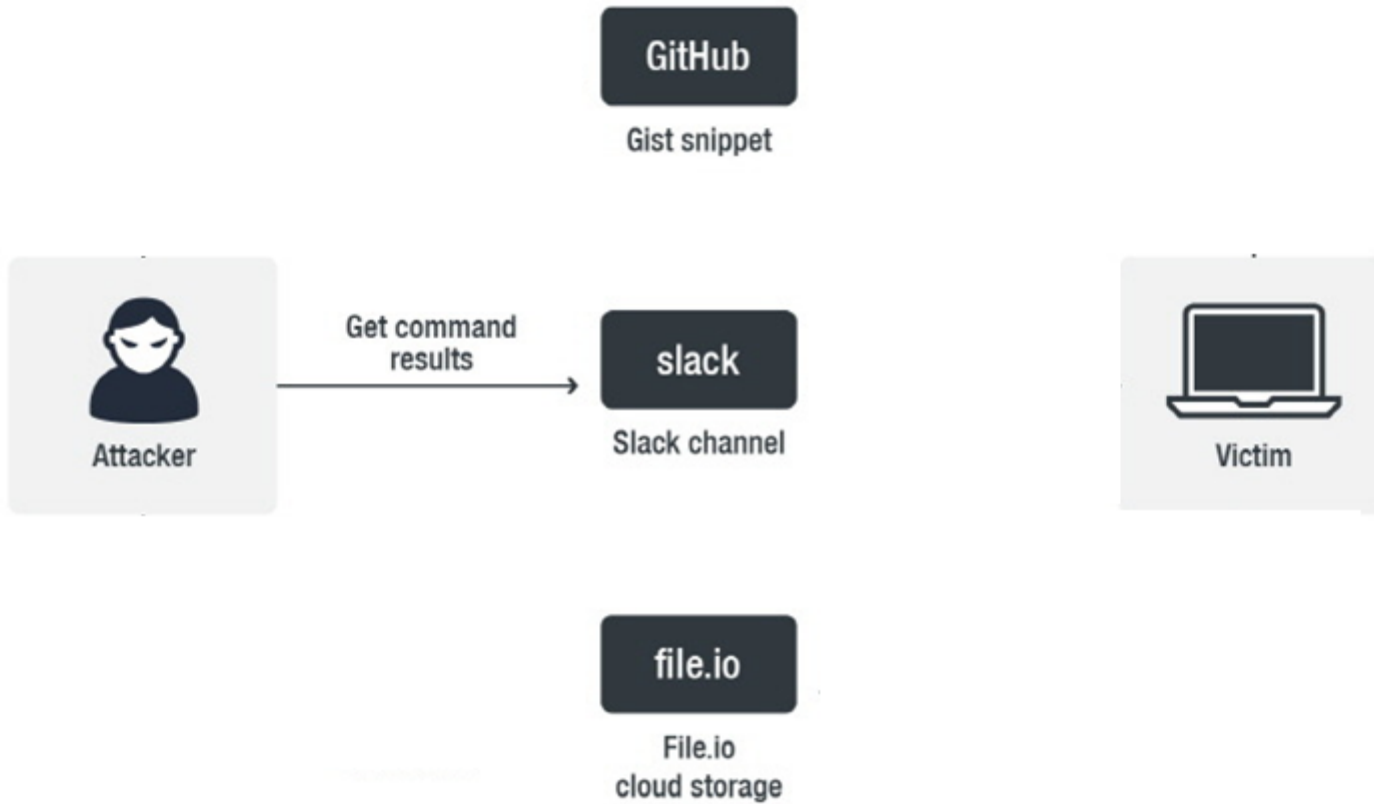 GitHub
Gist snippet
Get command
results
slack
Slack channel
Attacker
Victim
file.io
File.io
cloud storage